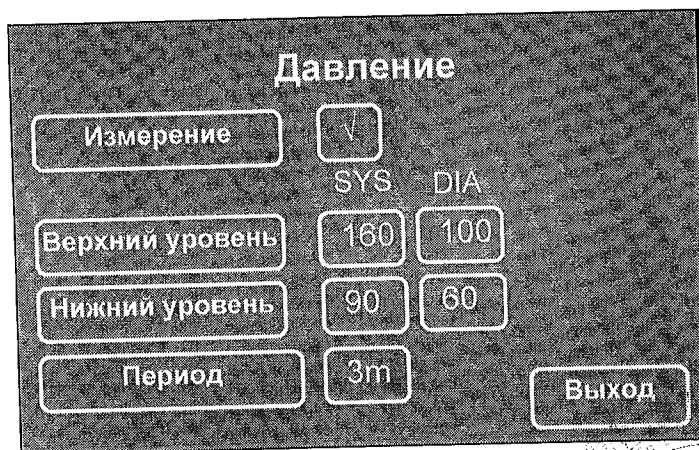 Давление
Измерение √
SYS DIA
Верхний уровень 160 100
Нижний уровень 90 60
Период 3m
Выход